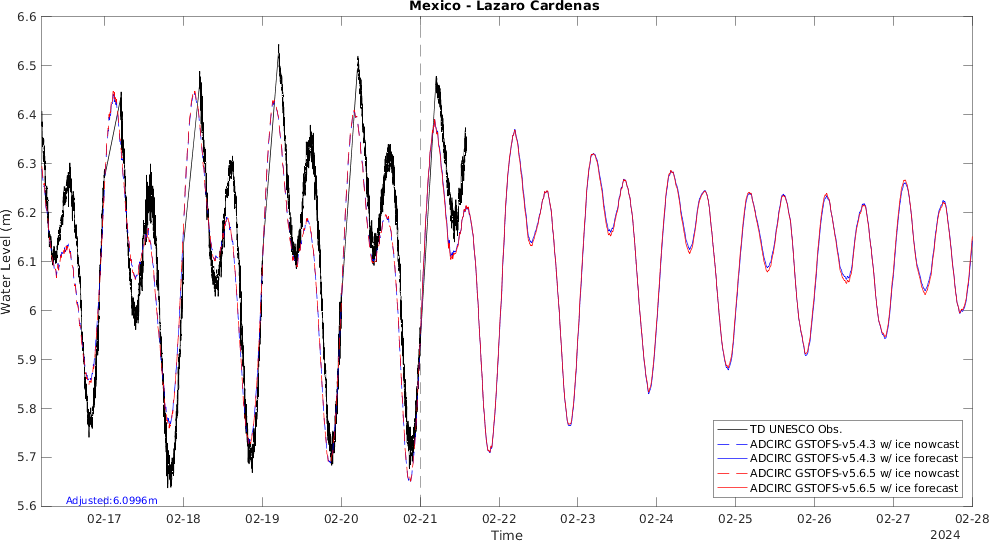 Mexico - Lazaro Cardenas
6.6
6.5
6.4
6.3
6.2
6.1
6
5.9
5.8
5.7
5.6
Water Level (m)
Adjusted:6.0996m
TD UNESCO Obs.
ADCIRC GSTOFS-v5.4.3 w/ ice nowcast
ADCIRC GSTOFS-v5.4.3 w/ ice forecast
ADCIRC GSTOFS-v5.6.5 w/ ice nowcast
ADCIRC GSTOFS-v5.6.5 w/ ice forecast
02-17 02-18 02-19 02-20 02-21 02-22 02-23 02-24 02-25 02-26 02-27 02-28
Time
2024